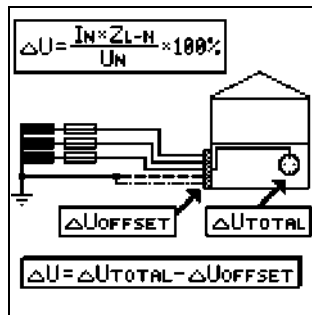 △U = IN×ZL-N / UN ×100%
△UOFFSET
△UTOTAL
△U = △UTOTAL - △UOFFSET